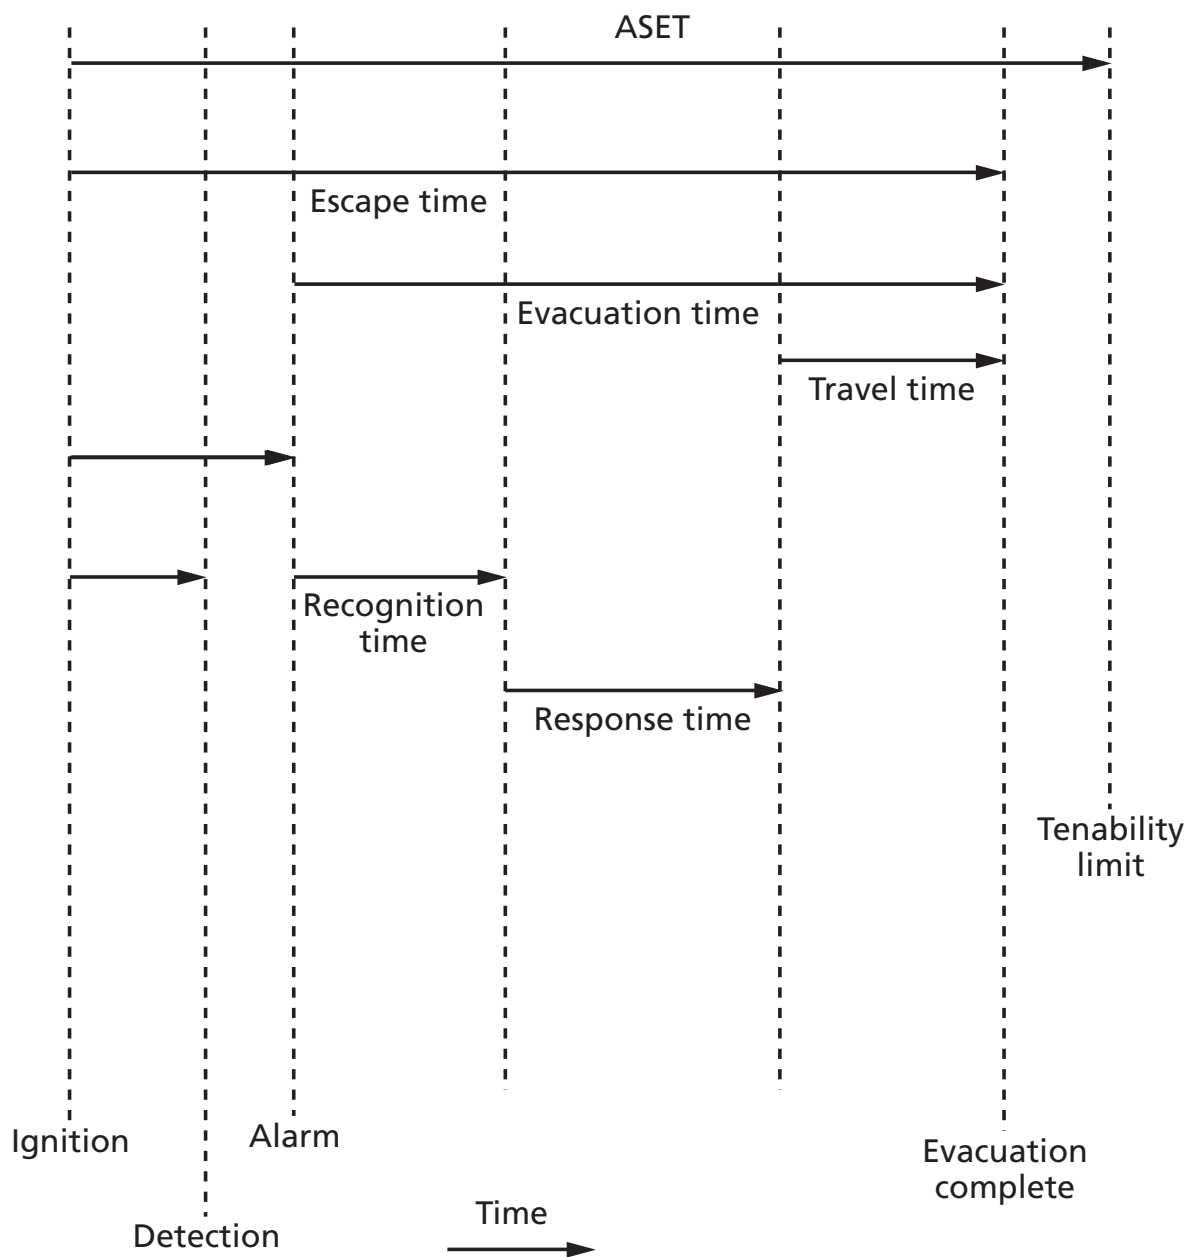 ASET
Escape time
Evacuation time
Travel time
Recognition
time
Response time
Tenability
limit
Ignition
Alarm
Evacuation
complete
Detection
Time